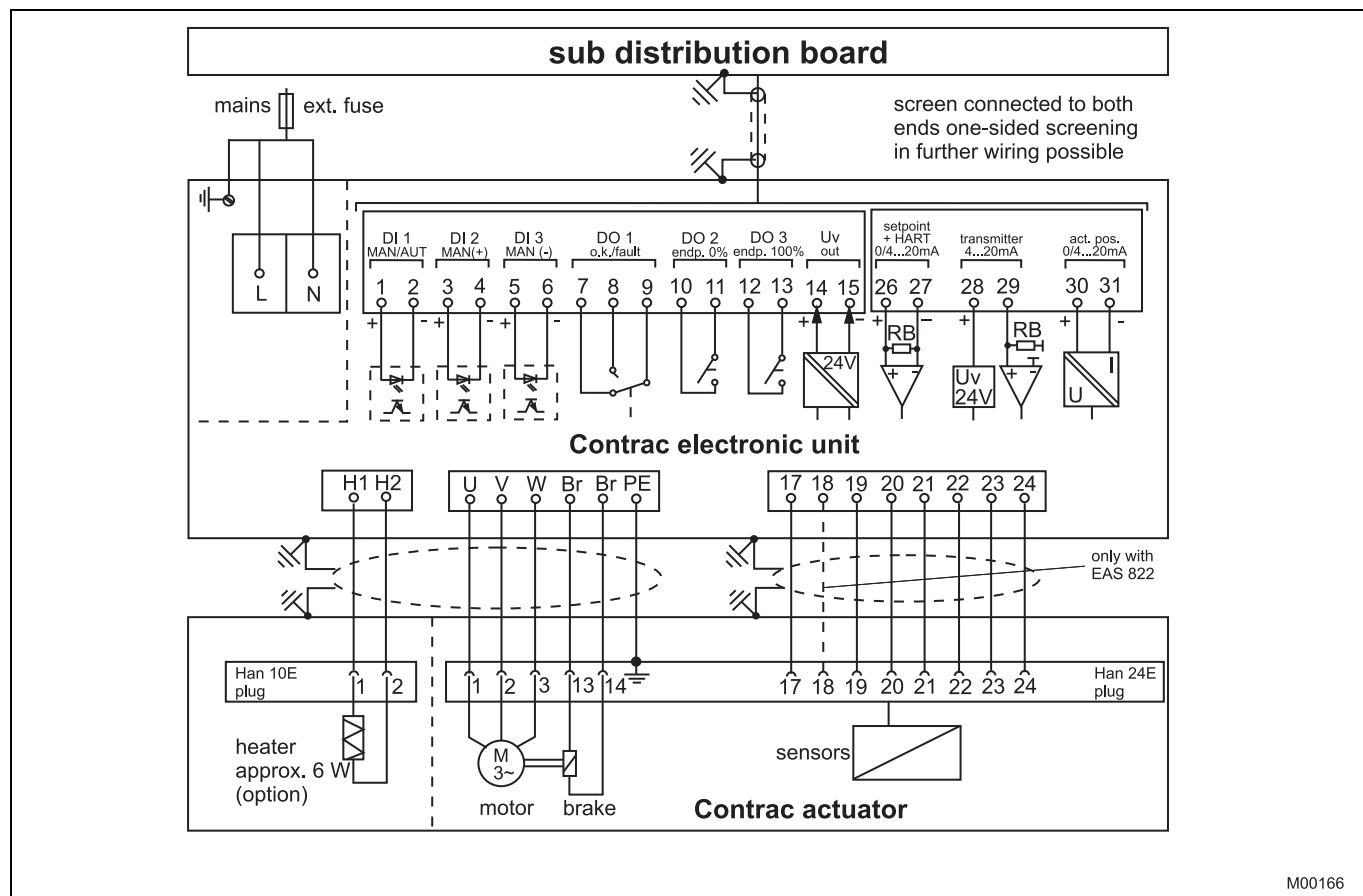 sub distribution board
mains
ext. fuse
screen connected to both
ends one-sided screening
in further wiring possible
L
N
DI 1
MAN/AUT
DI 2
MAN(+)
DI 3
MAN (-)
DO 1
o.k./fault
DO 2
endp. 0%
DO 3
endp. 100%
Uv
out
setpoint
+ HART
0/4...20mA
transmitter
4...20mA
act. pos.
0/4...20mA
1 2 3 4 5 6 7 8 9 10 11 12 13 14 15 26 27 28 29 30 31
+ - + - + - + - + - + + -
RB
RB
24V
+ -
Uv
24V
+ -
I
U
Contrac electronic unit
H1 H2
U V W Br Br PE
17 18 19 20 21 22 23 24
only with
EAS 822
Han 10E
plug
1 2
1 2 3 13 14
17 18 19 20 21 22 23 24
Han 24E
plug
heater
approx. 6 W
(option)
M
3~
motor
brake
sensors
Contrac actuator
M00166